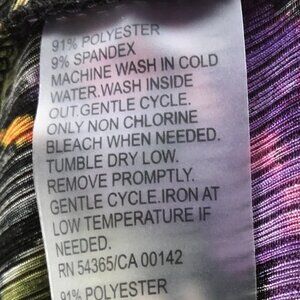 91% POLYESTER
9% SPANDEX
MACHINE WASH IN COLD
WATER.WASH INSIDE
OUT.GENTLE CYCLE.
ONLY NON CHLORINE
BLEACH WHEN NEEDED.
TUMBLE DRY LOW.
REMOVE PROMPTLY.
GENTLE CYCLE.IRON AT
LOW TEMPERATURE IF
NEEDED.
RN 54365/CA 00142
91% POLYESTER